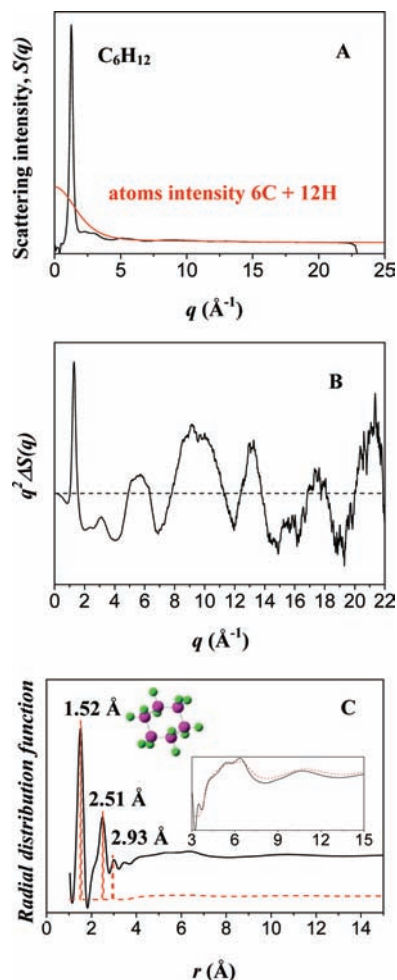 C₆H₁₂
A
Scattering intensity, S(q)
atoms intensity 6C + 12H
0 5 10 15 20 25
q (Å⁻¹)
B
q²ΔS(q)
0 2 4 6 8 10 12 14 16 18 20 22
q (Å⁻¹)
C
1.52 Å
2.51 Å
2.93 Å
Radial distribution function
3 6 9 12 15
0 2 4 6 8 10 12 14
r (Å)